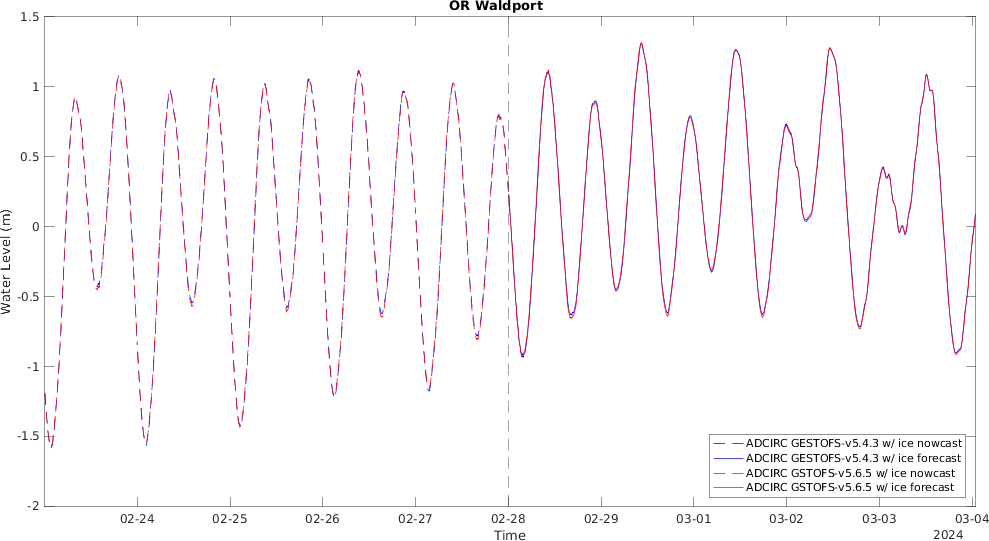 OR Waldport
1.5
1
0.5
0
-0.5
-1
-1.5
-2
Water Level (m)
02-24 02-25 02-26 02-27 02-28 02-29 03-01 03-02 03-03 03-04
Time
2024
ADCIRC GESTOFS-v5.4.3 w/ ice nowcast
ADCIRC GESTOFS-v5.4.3 w/ ice forecast
ADCIRC GSTOFS-v5.6.5 w/ ice nowcast
ADCIRC GSTOFS-v5.6.5 w/ ice forecast